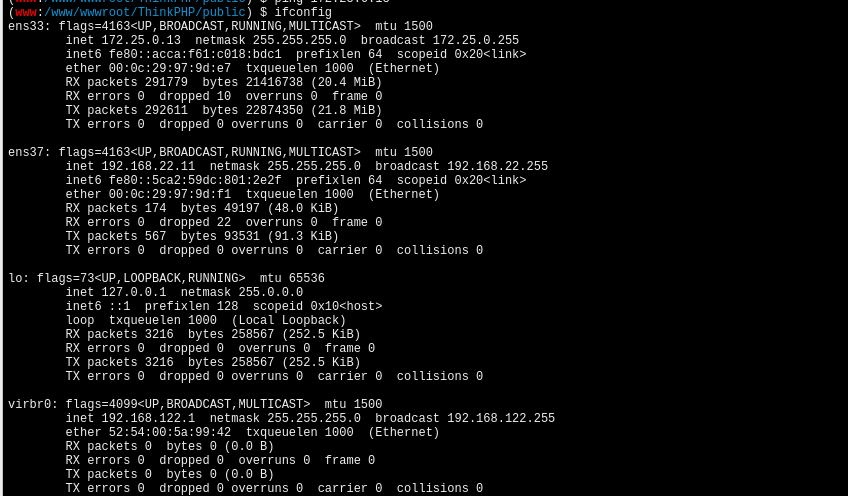 (www:/www/wwwroot/ThinkPHP/public) $ ifconfig
ens33: flags=4163<UP,BROADCAST,RUNNING,MULTICAST>  mtu 1500
        inet 172.25.0.13  netmask 255.255.255.0  broadcast 172.25.0.255
        inet6 fe80::acca:f61:c018:bdc1  prefixlen 64  scopeid 0x20<link>
        ether 00:0c:29:97:9d:e7  txqueuelen 1000  (Ethernet)
        RX packets 291779  bytes 21416738 (20.4 MiB)
        RX errors 0  dropped 10  overruns 0  frame 0
        TX packets 292611  bytes 22874350 (21.8 MiB)
        TX errors 0  dropped 0 overruns 0  carrier 0  collisions 0

ens37: flags=4163<UP,BROADCAST,RUNNING,MULTICAST>  mtu 1500
        inet 192.168.22.11  netmask 255.255.255.0  broadcast 192.168.22.255
        inet6 fe80::5ca2:59dc:801:2e2f  prefixlen 64  scopeid 0x20<link>
        ether 00:0c:29:97:9d:f1  txqueuelen 1000  (Ethernet)
        RX packets 174  bytes 49197 (48.0 KiB)
        RX errors 0  dropped 22  overruns 0  frame 0
        TX packets 567  bytes 93531 (91.3 KiB)
        TX errors 0  dropped 0 overruns 0  carrier 0  collisions 0

lo: flags=73<UP,LOOPBACK,RUNNING>  mtu 65536
        inet 127.0.0.1  netmask 255.0.0.0
        inet6 ::1  prefixlen 128  scopeid 0x10<host>
        loop  txqueuelen 1000  (Local Loopback)
        RX packets 3216  bytes 258567 (252.5 KiB)
        RX errors 0  dropped 0  overruns 0  frame 0
        TX packets 3216  bytes 258567 (252.5 KiB)
        TX errors 0  dropped 0 overruns 0  carrier 0  collisions 0

virbr0: flags=4099<UP,BROADCAST,MULTICAST>  mtu 1500
        inet 192.168.122.1  netmask 255.255.255.0  broadcast 192.168.122.255
        ether 52:54:00:5a:99:42  txqueuelen 1000  (Ethernet)
        RX packets 0  bytes 0 (0.0 B)
        RX errors 0  dropped 0  overruns 0  frame 0
        TX packets 0  bytes 0 (0.0 B)
        TX errors 0  dropped 0 overruns 0  carrier 0  collisions 0